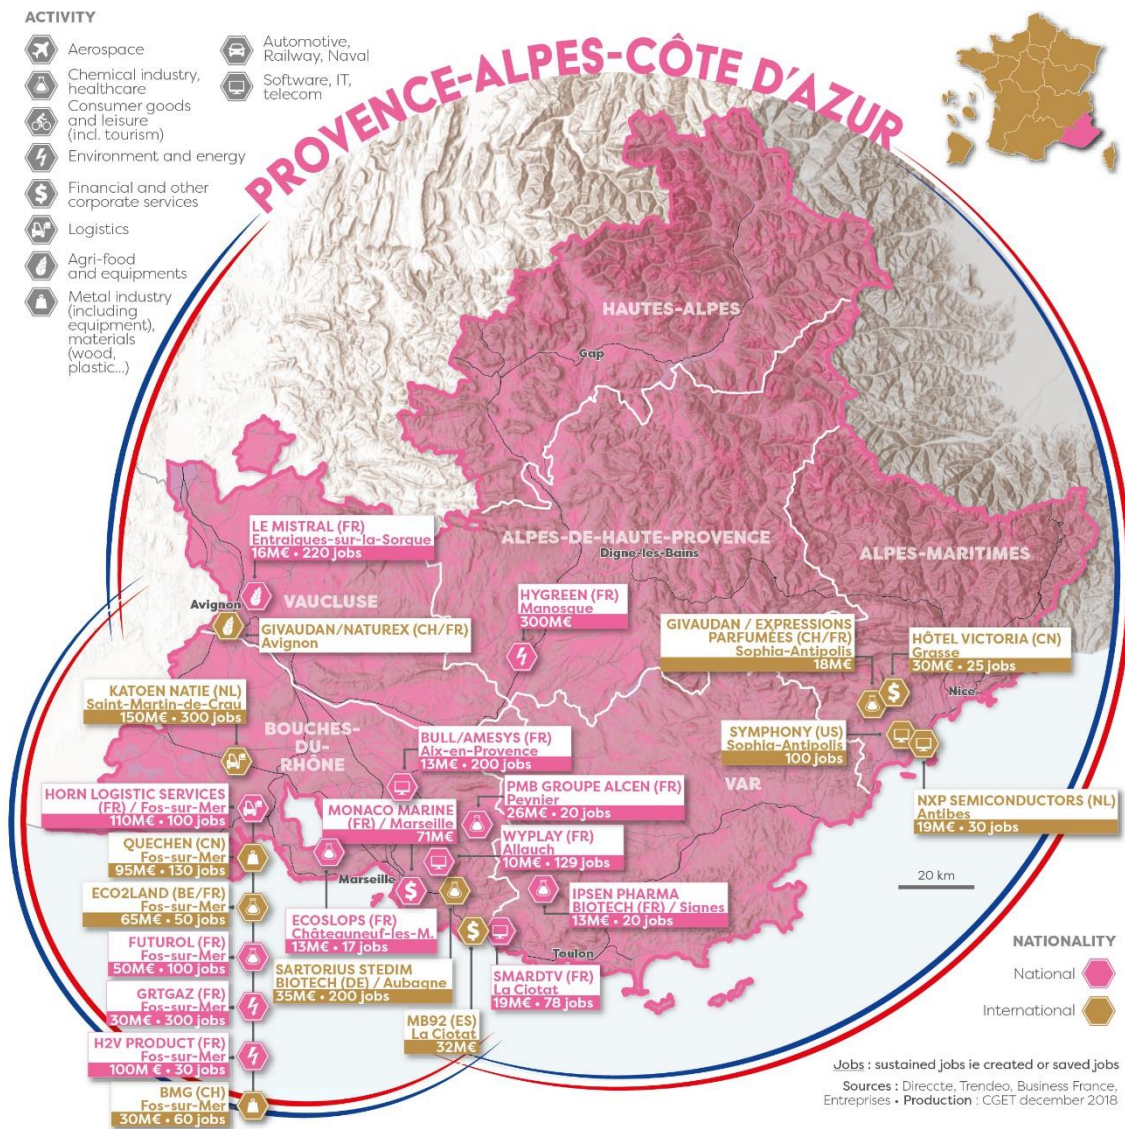 ACTIVITY
Aerospace
Chemical industry,
healthcare
Consumer goods
and leisure
(incl. tourism)
Environment and energy
Financial and other
corporate services
Logistics
Agri-food
and equipments
Metal industry
(including
equipment),
materials
(wood,
plastic...)
Automotive,
Railway, Naval
Software, IT,
telecom
PROVENCE-ALPES-CÔTE D'AZUR
HAUTES-ALPES
Gap
ALPES-DE-HAUTE-PROVENCE
Digne-les-Bains
ALPES-MARITIMES
LE MISTRAL (FR)
Entraigues-sur-la-Sorgue
16M€ • 220 jobs
Avignon
VAUCLUSE
GIVAUDAN/NATUREX (CH/FR)
Avignon
HYGREEN (FR)
Manosque
300M€
GIVAUDAN / EXPRESSIONS
PARFUMÉES (CH/FR)
Sophia-Antipolis
18M€
HÔTEL VICTORIA (CN)
Grasse
30M€ • 25 jobs
Nice
KATOEN NATIE (NL)
Saint-Martin-de-Crau
150M€ • 300 jobs
BOUCHES-
DU-
RHÔNE
BULL/AMESYS (FR)
Aix-en-Provence
13M€ • 200 jobs
SYMPHONY (US)
Sophia-Antipolis
100 jobs
VAR
NXP SEMICONDUCTORS (NL)
Antibes
19M€ • 30 jobs
HORN LOGISTIC SERVICES
(FR) / Fos-sur-Mer
110M€ • 100 jobs
MONACO MARINE
(FR) / Marseille
71M€
PMB GROUPE ALCEN (FR)
Peynier
26M€ • 20 jobs
QUECHEN (CN)
Fos-sur-Mer
95M€ • 130 jobs
WYPLAY (FR)
Allauch
10M€ • 129 jobs
Marseille
ECO2LAND (BE/FR)
Fos-sur-Mer
65M€ • 50 jobs
IPSEN PHARMA
BIOTECH (FR) / Signes
13M€ • 20 jobs
20 km
ECOSLOPS (FR)
Châteauneuf-les-M.
13M€ • 17 jobs
FUTUROL (FR)
Fos-sur-Mer
50M€ • 100 jobs
Toulon
SARTORIUS STEDIM
BIOTECH (DE) / Aubagne
35M€ • 200 jobs
SMARDTV (FR)
La Ciotat
19M€ • 78 jobs
GRTGAZ (FR)
Fos-sur-Mer
30M€ • 300 jobs
MB92 (ES)
La Ciotat
32M€
H2V PRODUCT (FR)
Fos-sur-Mer
100M € • 30 jobs
BMG (CH)
Fos-sur-Mer
30M€ • 60 jobs
NATIONALITY
National
International
Jobs : sustained jobs ie created or saved jobs
Sources : Direccte, Trendeo, Business France,
Entreprises • Production : CGET december 2018